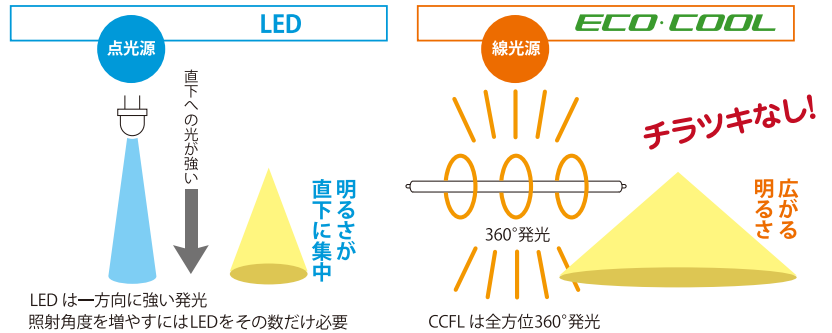 LED
点光源
直下への光が強い
明るさが
直下に集中
LEDは一方向に強い発光
照射角度を増やすにはLEDをその数だけ必要
ECO・COOL
線光源
チラツキなし!
360°発光
広がる
明るさ
CCFLは全方位360°発光